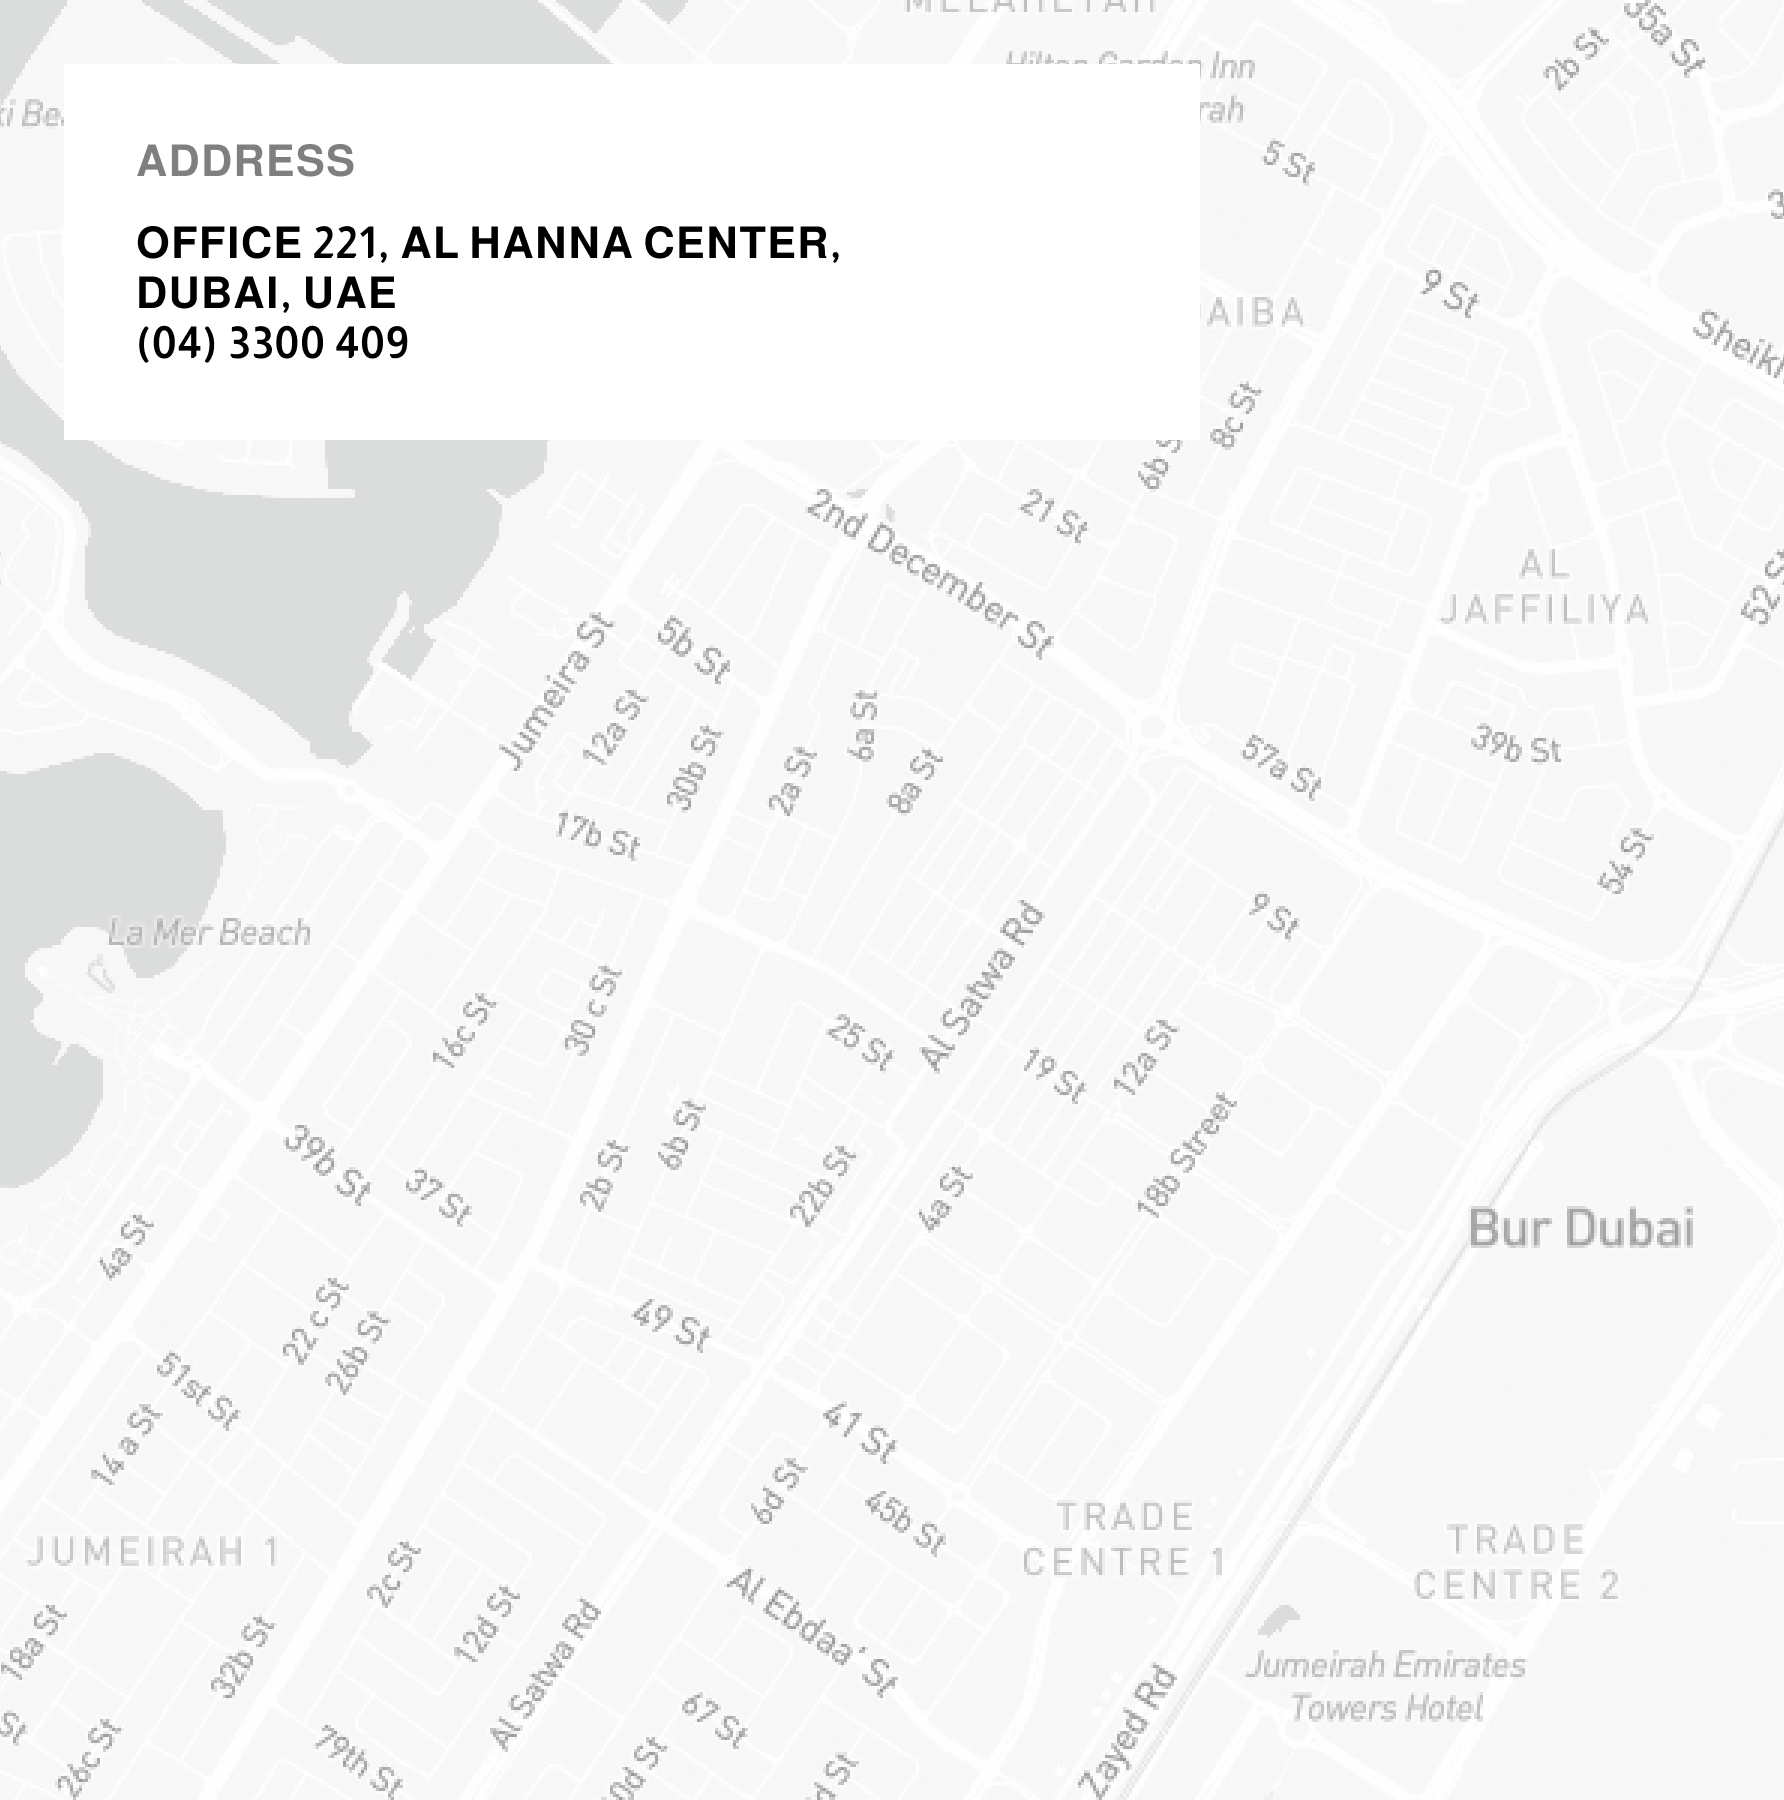 Inn
2b St
35a St
5 St
ADDRESS
OFFICE 221, AL HANNA CENTER,
DUBAI, UAE
(04) 3300 409
9 St
AIBA
Sheikh
8c St
21 St
2nd December St
AL
JAFFILIYA
52 St
5b St
Jumeira St
12a St
30b St
2a St
6a St
8a St
57a St
39b St
17b St
54 St
La Mer Beach
9 St
Al Satwa Rd
16c St
30 c St
25 St
19 St
12a St
18b Street
39b St
37 St
2b St
6b St
22b St
4a St
4a St
Bur Dubai
22 c St
26b St
49 St
51st St
14 a St
41 St
6d St
45b St
TRADE
CENTRE 1
TRADE
CENTRE 2
JUMEIRAH 1
2c St
12d St
Al Ebdaa' St
18a St
32b St
Al Satwa Rd
Jumeirah Emirates
Towers Hotel
Zayed Rd
67 St
26c St
79th St